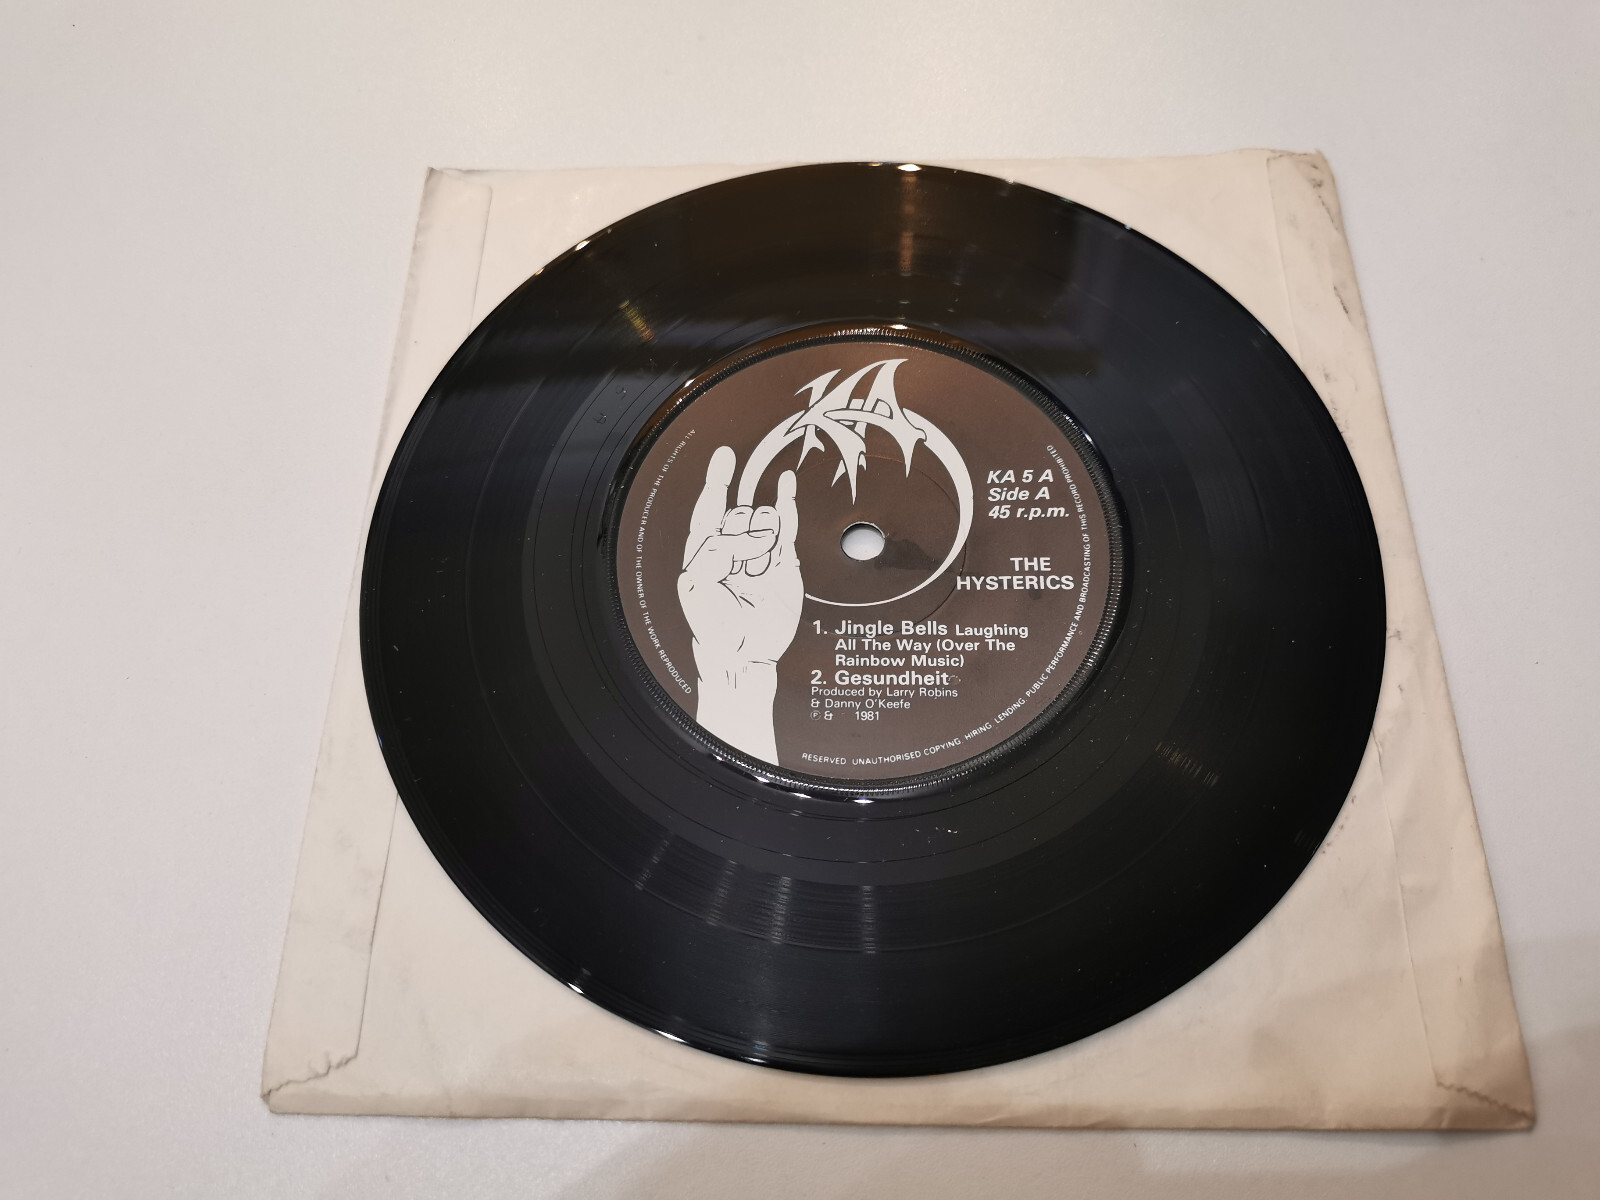 KA
KA 5 A
Side A
45 r.p.m.
THE
HYSTERICS
1. Jingle Bells Laughing
All The Way (Over The
Rainbow Music)
2. Gesundheit
Produced by Larry Robins
& Danny O'Keefe
℗ & 1981
ALL RIGHTS OF THE PRODUCER AND OF THE OWNER OF THE WORK REPRODUCED
RESERVED. UNAUTHORISED COPYING, HIRING, LENDING, PUBLIC PERFORMANCE AND BROADCASTING OF THIS RECORD PROHIBITED